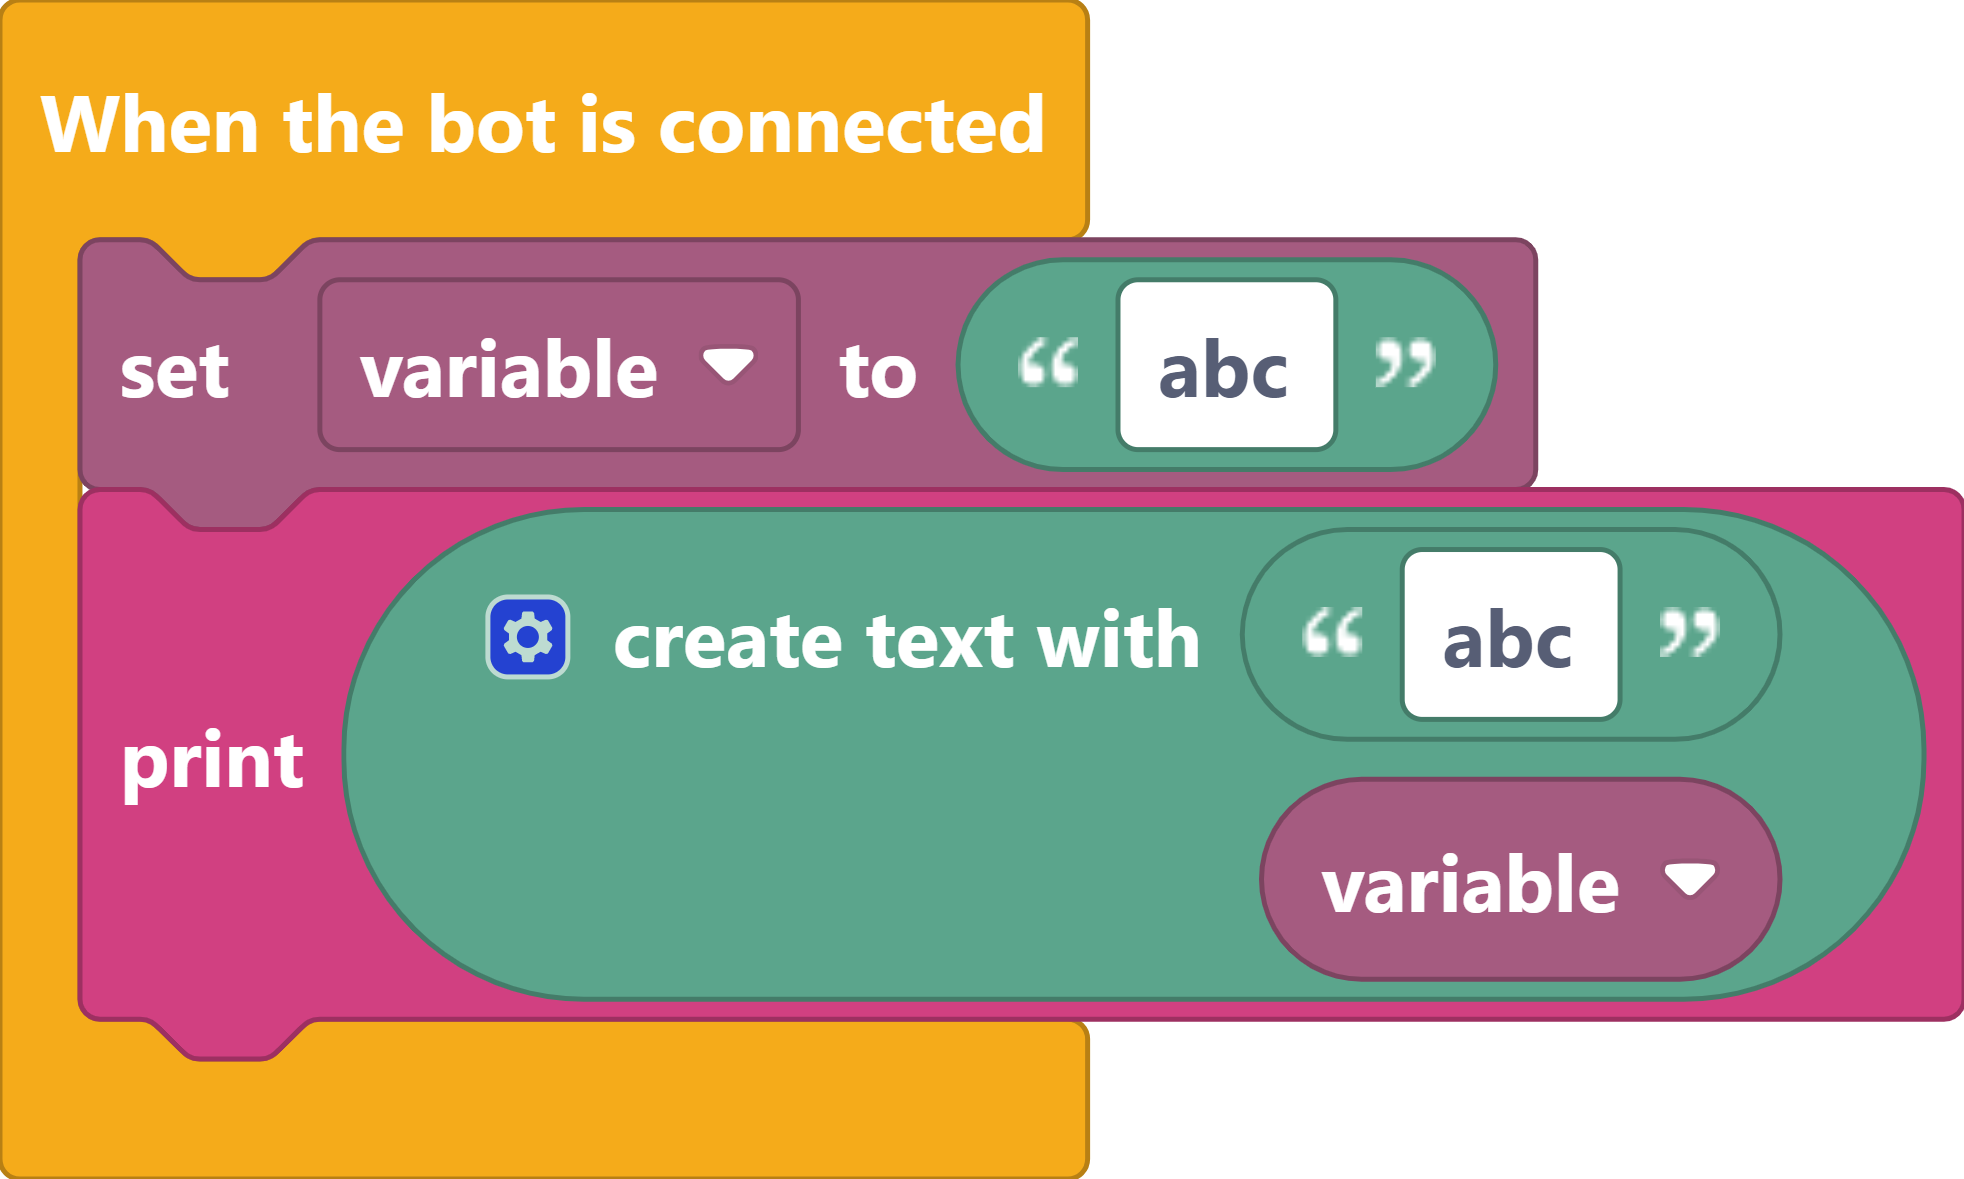 When the bot is connected
set variable to “ abc ”
create text with “ abc ”
print
variable